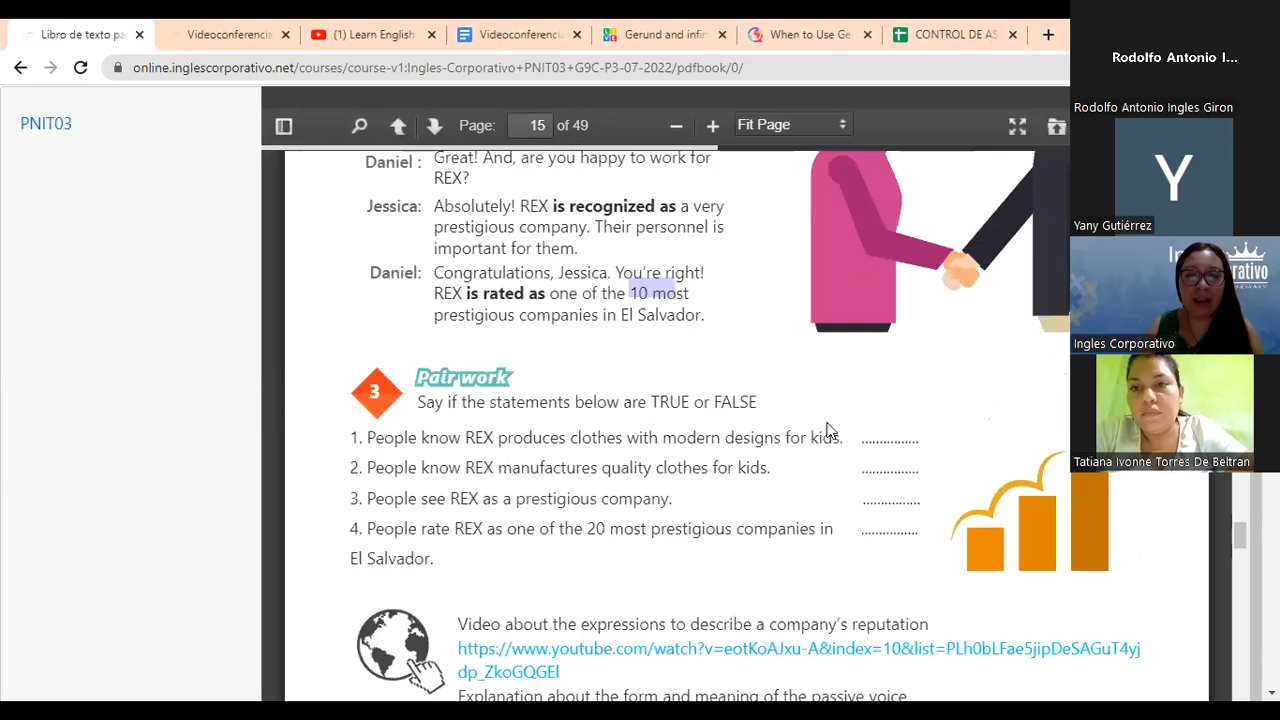 Libro de texto pa
Videoconferencia
(1) Learn English
Videoconferencia
Gerund and infin
When to Use Ge
CONTROL DE AS
online.inglescorporativo.net/courses/course-v1:Ingles-Corporativo+PNIT03+G9C-P3-07-2022/pdfbook/0/
PNIT03
Page: 15 of 49
Fit Page
Daniel : Great! And, are you happy to work for
REX?
Jessica: Absolutely! REX is recognized as a very
prestigious company. Their personnel is
important for them.
Daniel: Congratulations, Jessica. You're right!
REX is rated as one of the 10 most
prestigious companies in El Salvador.
3 Pair work
Say if the statements below are TRUE or FALSE
1. People know REX produces clothes with modern designs for kids. ...............
2. People know REX manufactures quality clothes for kids. ...............
3. People see REX as a prestigious company. ...............
4. People rate REX as one of the 20 most prestigious companies in ...............
El Salvador.
Video about the expressions to describe a company's reputation
https://www.youtube.com/watch?v=eotKoAJxu-A&index=10&list=PLh0bLFae5jipDeSAGuT4yj
dp_ZkoGQGEl
Explanation about the form and meaning of the passive voice
Rodolfo Antonio I...
Rodolfo Antonio Ingles Giron
Y
Yany Gutiérrez
Ingles Corporativo
Tatiana Ivonne Torres De Beltran